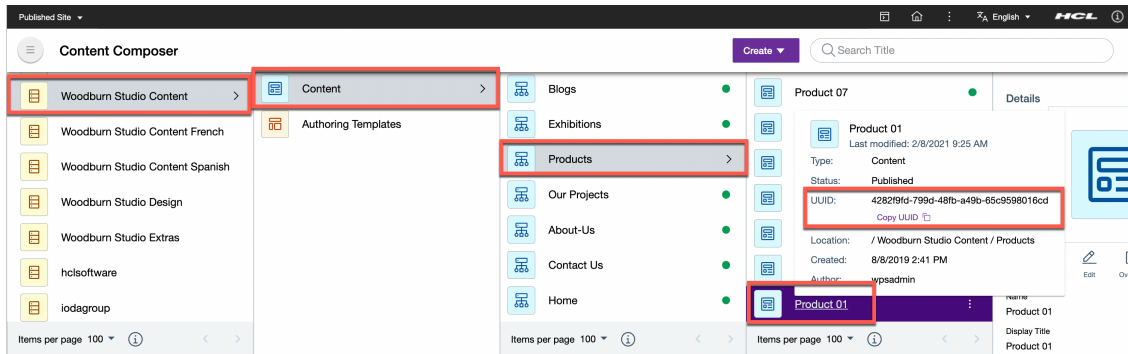 Published Site
English
HCL
Content Composer
Create
Search Title
Woodburn Studio Content
Woodburn Studio Content French
Woodburn Studio Content Spanish
Woodburn Studio Design
Woodburn Studio Extras
hclsoftware
iodagroup
Items per page 100
Content
Authoring Templates
Blogs
Exhibitions
Products
Our Projects
About-Us
Contact Us
Home
Items per page 100
Product 07
Product 01
Last modified: 2/8/2021 9:25 AM
Type: Content
Status: Published
UUID: 4282f9fd-799d-48fb-a49b-65c9598016cd
Copy UUID
Location: / Woodburn Studio Content / Products
Created: 8/8/2019 2:41 PM
Author: wpsadmin
Product 01
Items per page 100
Details
Edit
Ov
Name
Product 01
Display Title
Product 01